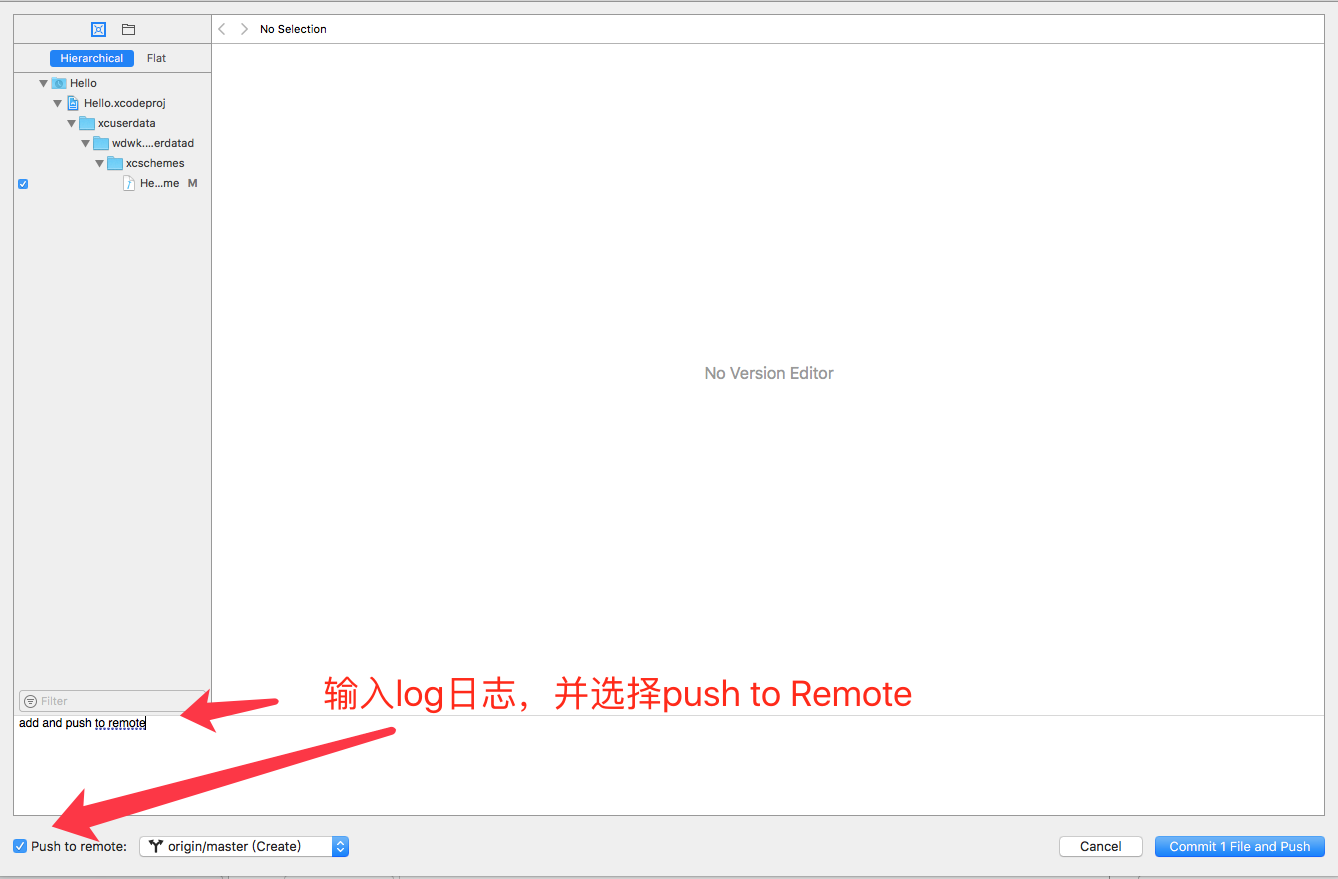 No Selection
Hierarchical Flat
Hello
Hello.xcodeproj
xcuserdata
wdwk....erdatad
xcschemes
He...me M
No Version Editor
Filter
输入log日志，并选择push to Remote
add and push to remote
Push to remote: origin/master (Create) Cancel Commit 1 File and Push